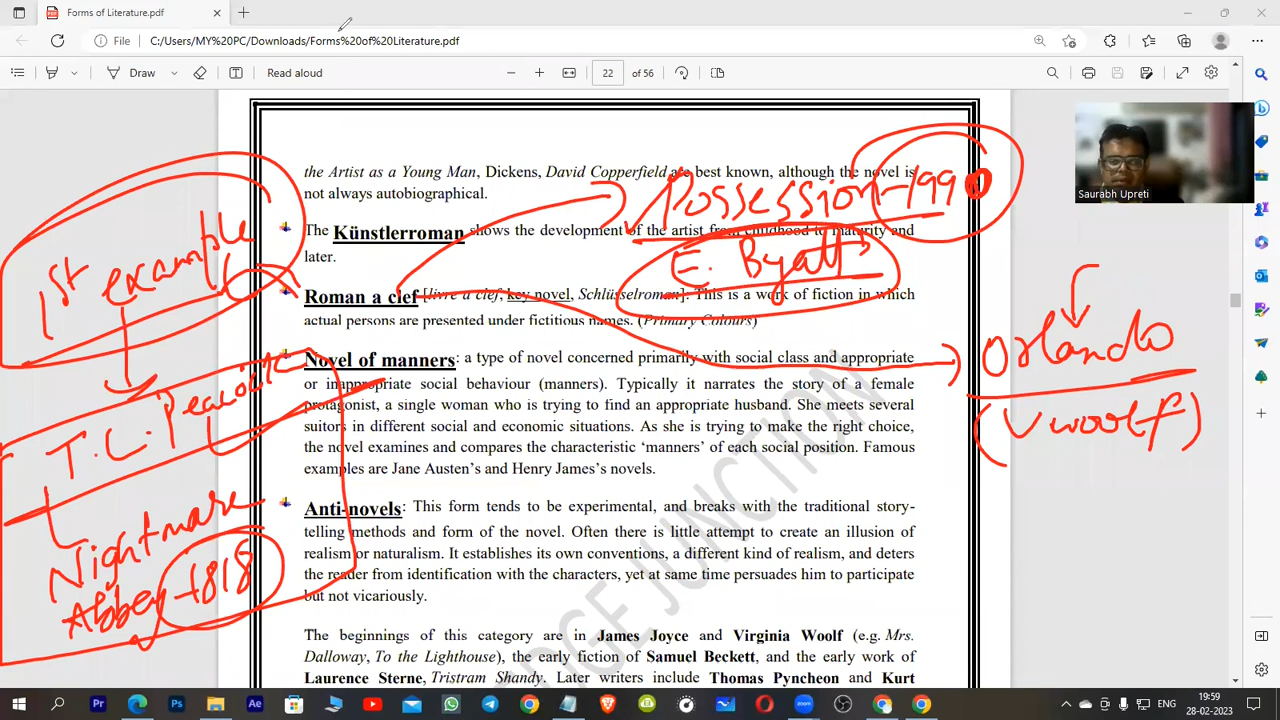 Forms of Literature.pdf
File C:/Users/MY%20PC/Downloads/Forms%20of%20Literature.pdf
Draw Read aloud 22 of 56
the Artist as a Young Man, Dickens, David Copperfield are best known, although the novel is
not always autobiographical.
The Künstlerroman shows the development of the artist from childhood to maturity and
later.
Roman a clef [livre a clef, key novel, Schlüsselroman]: This is a work of fiction in which
actual persons are presented under fictitious names. (Primary Colours)
Novel of manners: a type of novel concerned primarily with social class and appropriate
or inappropriate social behaviour (manners). Typically it narrates the story of a female
protagonist, a single woman who is trying to find an appropriate husband. She meets several
suitors in different social and economic situations. As she is trying to make the right choice,
the novel examines and compares the characteristic ‘manners’ of each social position. Famous
examples are Jane Austen’s and Henry James’s novels.
Anti-novels: This form tends to be experimental, and breaks with the traditional story-
telling methods and form of the novel. Often there is little attempt to create an illusion of
realism or naturalism. It establishes its own conventions, a different kind of realism, and deters
the reader from identification with the characters, yet at same time persuades him to participate
but not vicariously.
The beginnings of this category are in James Joyce and Virginia Woolf (e.g. Mrs.
Dalloway, To the Lighthouse), the early fiction of Samuel Beckett, and the early work of
Laurence Sterne, Tristram Shandy. Later writers include Thomas Pyncheon and Kurt
1st example
T.C. Peacock
Nightmare
Abbey - 1818
Possession - 1990
E. Byatt
Orlando
(V woolf)
Saurabh Upreti
JUNCTION
ENG
19:59
28-02-2023